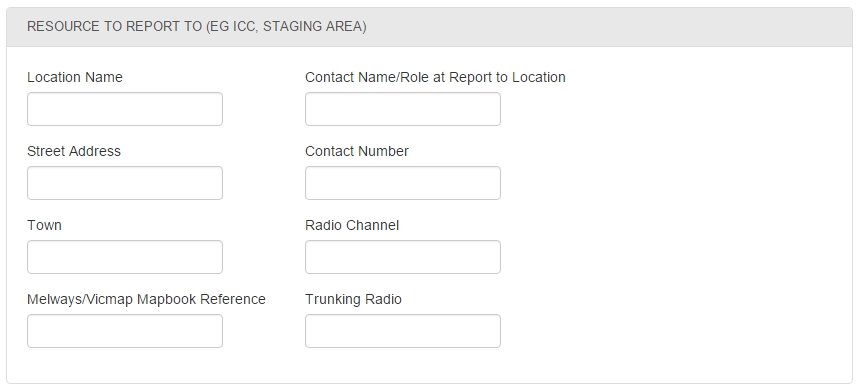 RESOURCE TO REPORT TO (EG ICC, STAGING AREA)
Location Name
Contact Name/Role at Report to Location
Street Address
Contact Number
Town
Radio Channel
Melways/Vicmap Mapbook Reference
Trunking Radio